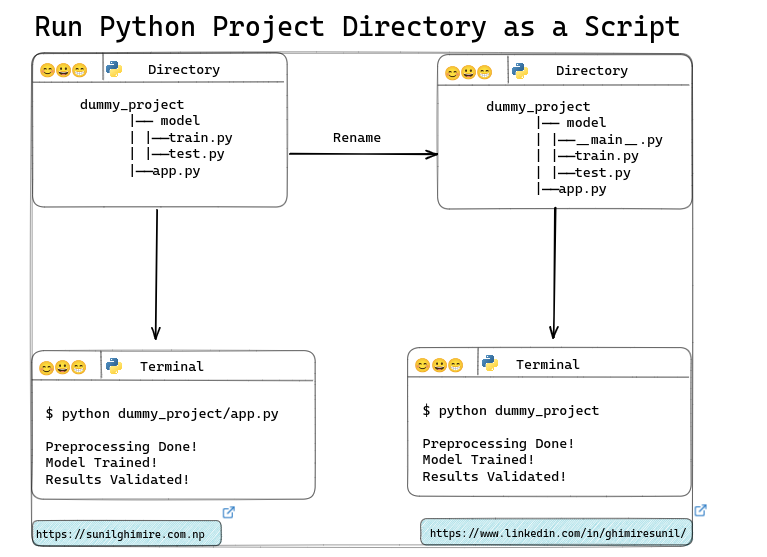 Run Python Project Directory as a Script
Directory
dummy_project
|—— model
| |——train.py
| |——test.py
|——app.py
Rename
Directory
dummy_project
|—— model
| |——__main__.py
| |——train.py
| |——test.py
|——app.py
Terminal
$ python dummy_project/app.py
Preprocessing Done!
Model Trained!
Results Validated!
Terminal
$ python dummy_project
Preprocessing Done!
Model Trained!
Results Validated!
https://sunilghimire.com.np
https://www.linkedin.com/in/ghimiresunil/